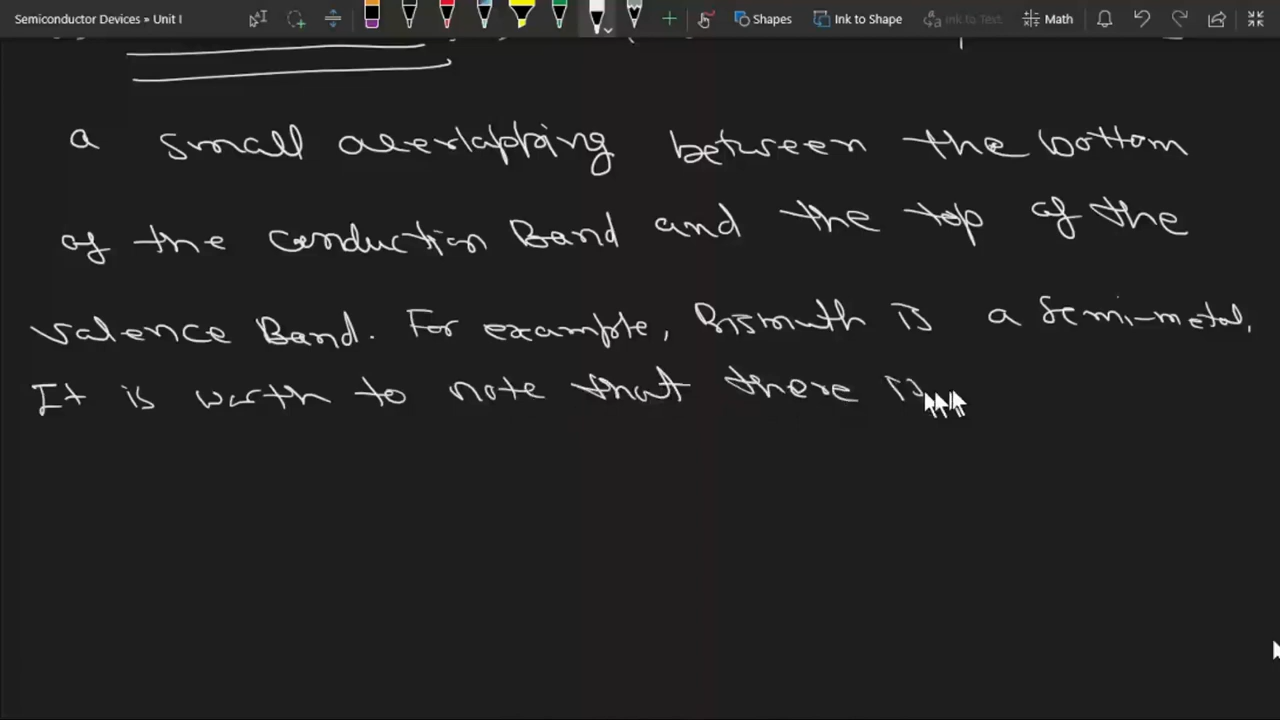 Semiconductor Devices » Unit I
Shapes
Ink to Shape
Ink to Text
Math
a small overlapping between the bottom
of the conduction Band and the top of the
valence Band. For example, Bismuth is a semi-metal.
It is worth to note that there is